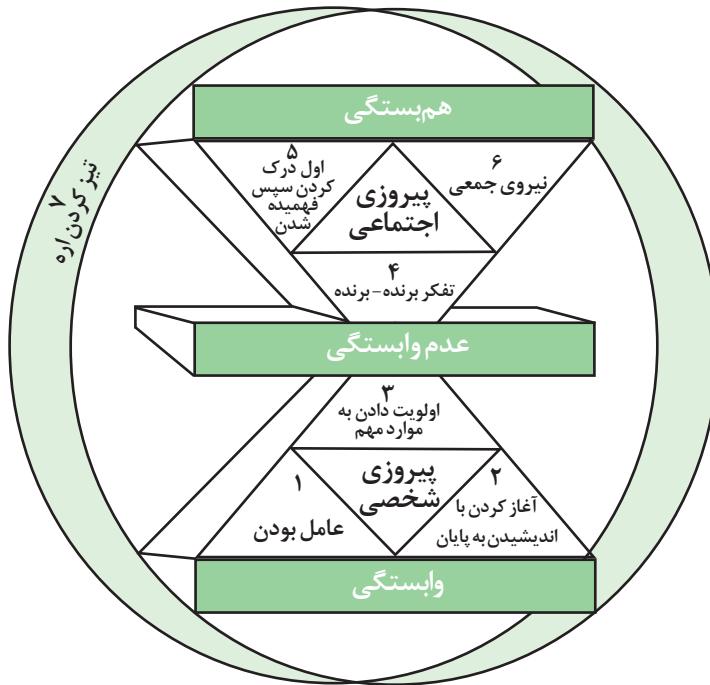 هم‌بستگی
۵
اول درک
کردن سپس
فهمیده
شدن
پیروزی
اجتماعی
۶
نیروی جمعی
۴
تفکر برنده – برنده
۷
تیز کردن اره
عدم وابستگی
۳
اولویت دادن به
موارد مهم
پیروزی
شخصی
۱
عامل بودن
۲
آغاز کردن با
اندیشیدن به پایان
وابستگی